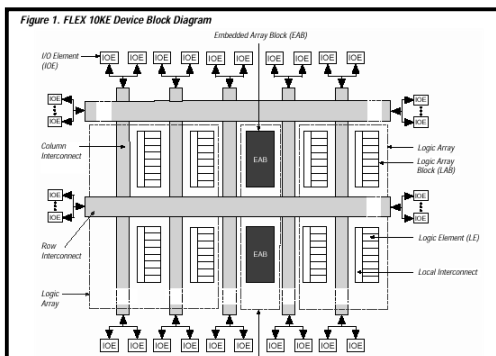 Figure 1. FLEX 10KE Device Block Diagram
Embedded Array Block (EAB)
I/O Element
(IOE)
IOE IOE IOE IOE IOE IOE IOE IOE IOE IOE
IOE
IOE
IOE
IOE
Column
Interconnect
EAB
Logic Array
Logic Array
Block (LAB)
IOE
IOE
IOE
IOE
Logic Element (LE)
Row
Interconnect
EAB
Local Interconnect
Logic
Array
IOE IOE IOE IOE IOE IOE IOE IOE IOE IOE